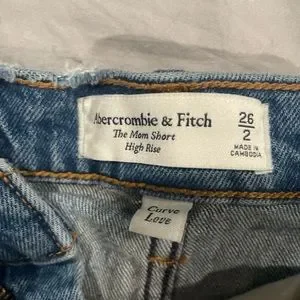 Abercrombie & Fitch
The Mom Short
High Rise
26
2
MADE IN
CAMBODIA
Curve
Love